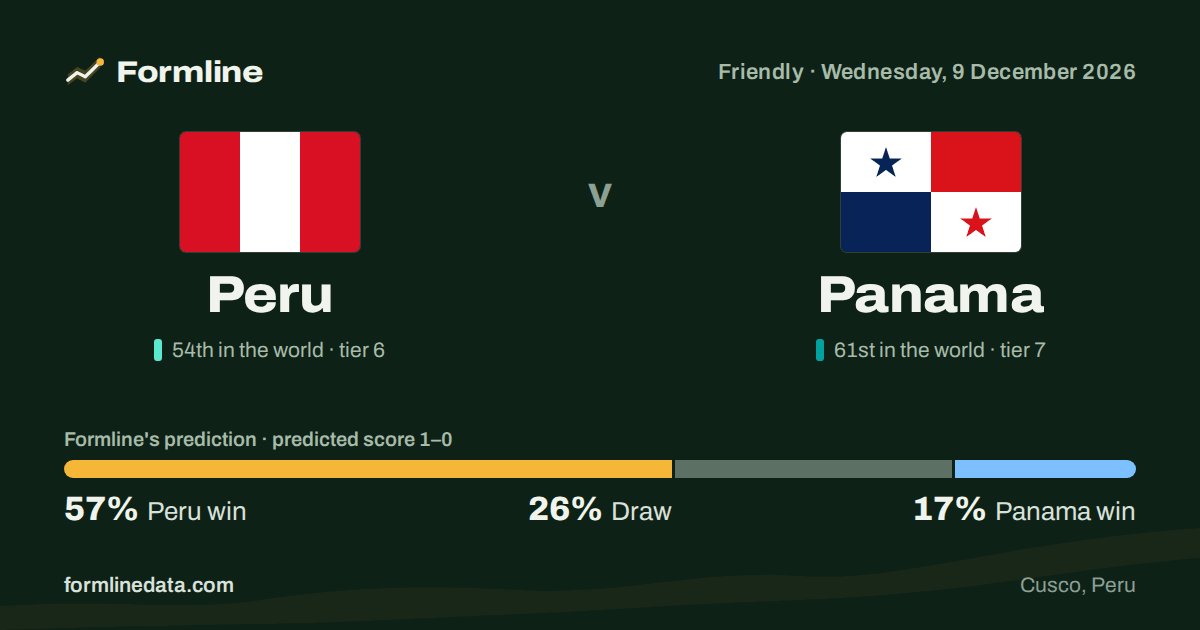 Formline
Friendly · Wednesday, 9 December 2026
V
Peru
Panama
54th in the world · tier 6
61st in the world · tier 7
Formline's prediction · predicted score 1–0
57% Peru win
26% Draw
17% Panama win
formlinedata.com
Cusco, Peru